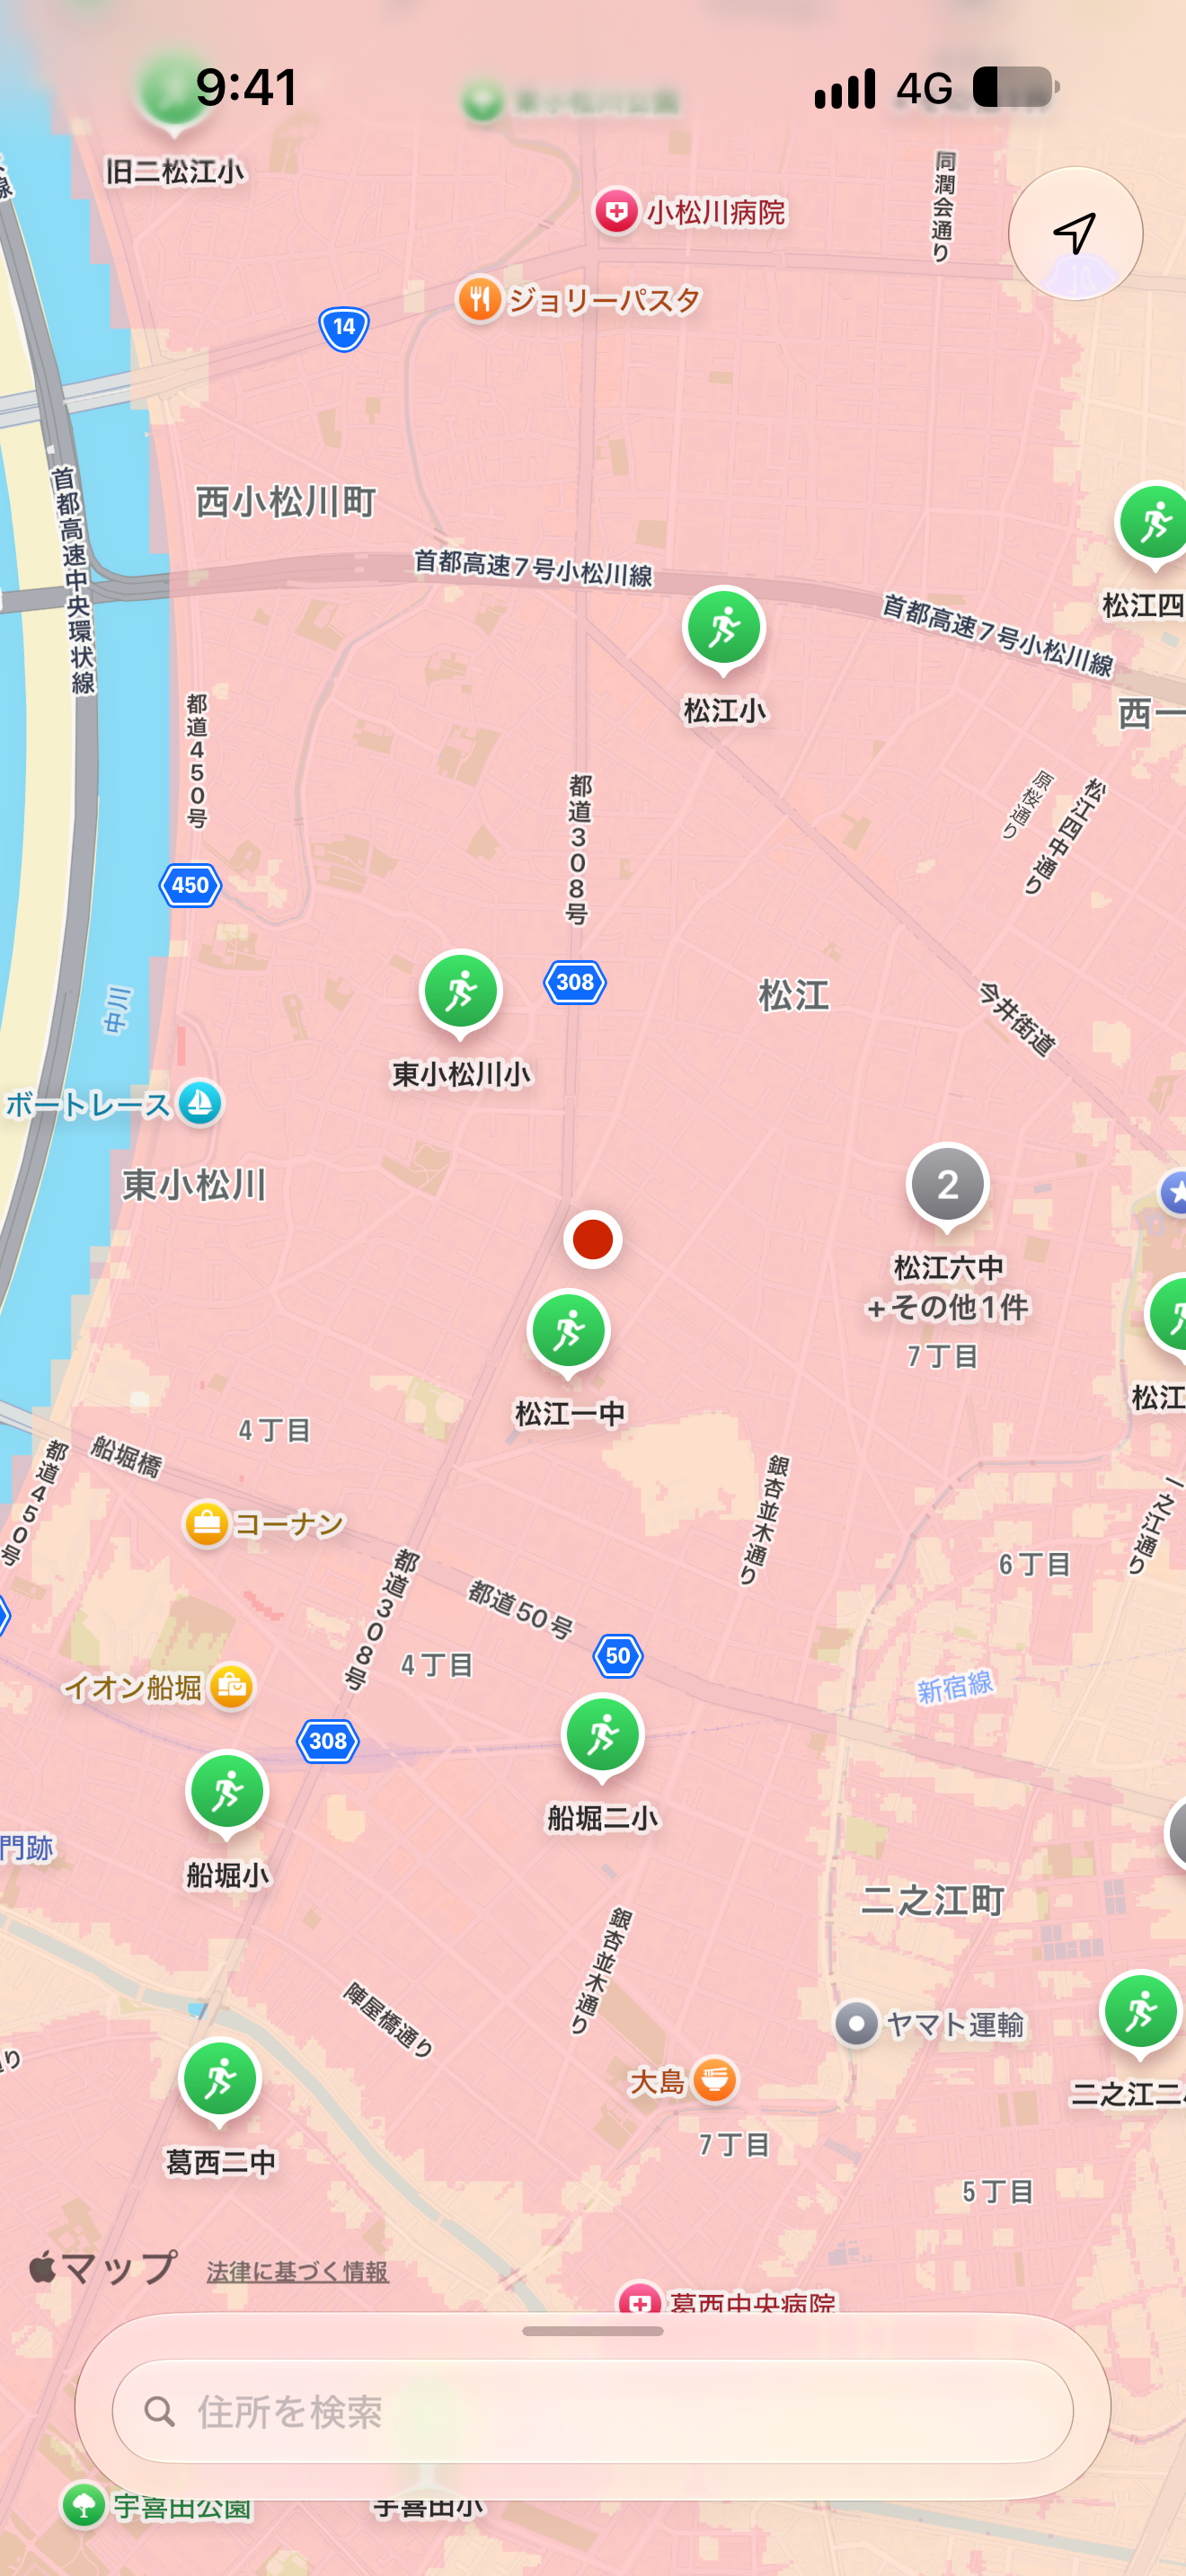 9:41
4G
旧二松江小
小松川病院
同潤会通り
ジョリーパスタ
14
西小松川町
首都高速中央環状線
首都高速7号小松川線
首都高速7号小松川線
松江四
松江小
西一
都道450号
都道308号
原桜通り
松江四中通り
450
308
松江
中川
今井街道
東小松川小
ボートレース
東小松川
2
松江六中
+その他1件
7丁目
松江一中
松江
4丁目
船堀橋
都道450号
銀杏並木通り
一之江通り
コーナン
都道308号
都道50号
6丁目
4丁目
50
イオン船堀
新宿線
308
船堀小
船堀二小
門跡
二之江町
銀杏並木通り
陣屋橋通り
ヤマト運輸
大島
二之江二
7丁目
葛西二中
5丁目
マップ
法律に基づく情報
葛西中央病院
住所を検索
宇喜田公園
宇喜田小